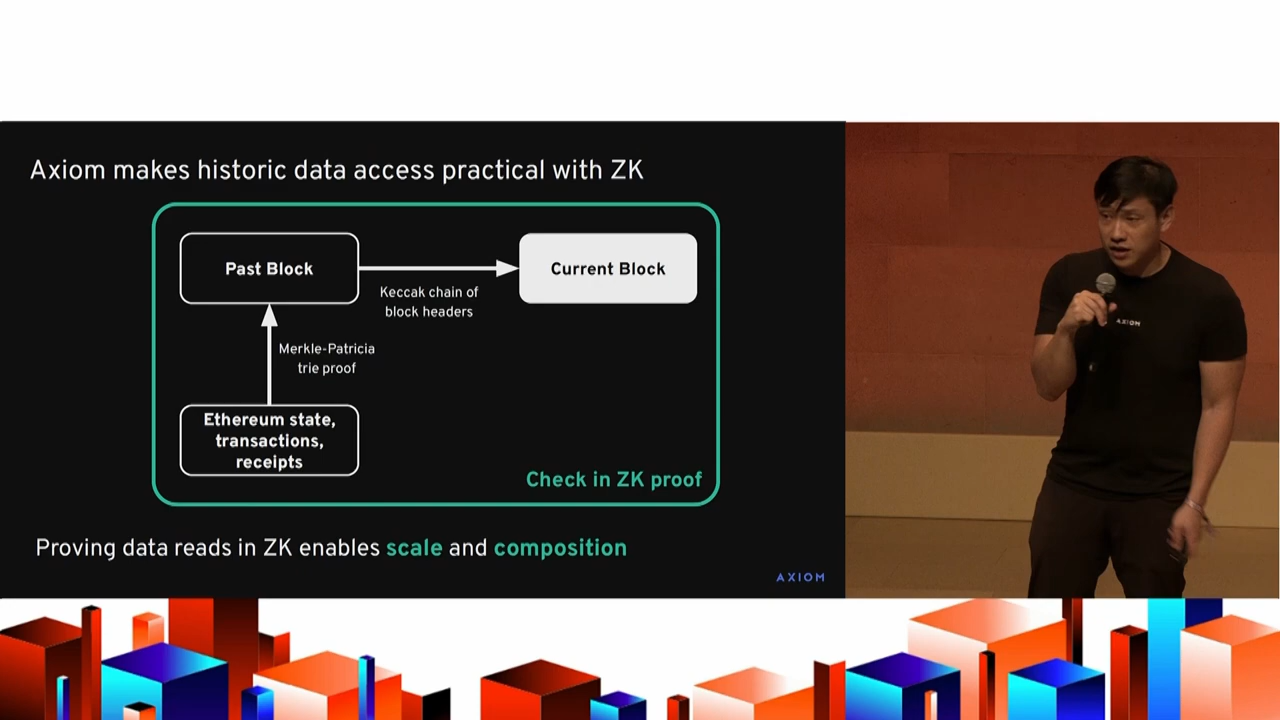 Axiom makes historic data access practical with ZK
Past Block
Current Block
Keccak chain of
block headers
Merkle-Patricia
trie proof
Ethereum state,
transactions,
receipts
Check in ZK proof
Proving data reads in ZK enables scale and composition
AXIOM
AXIOM